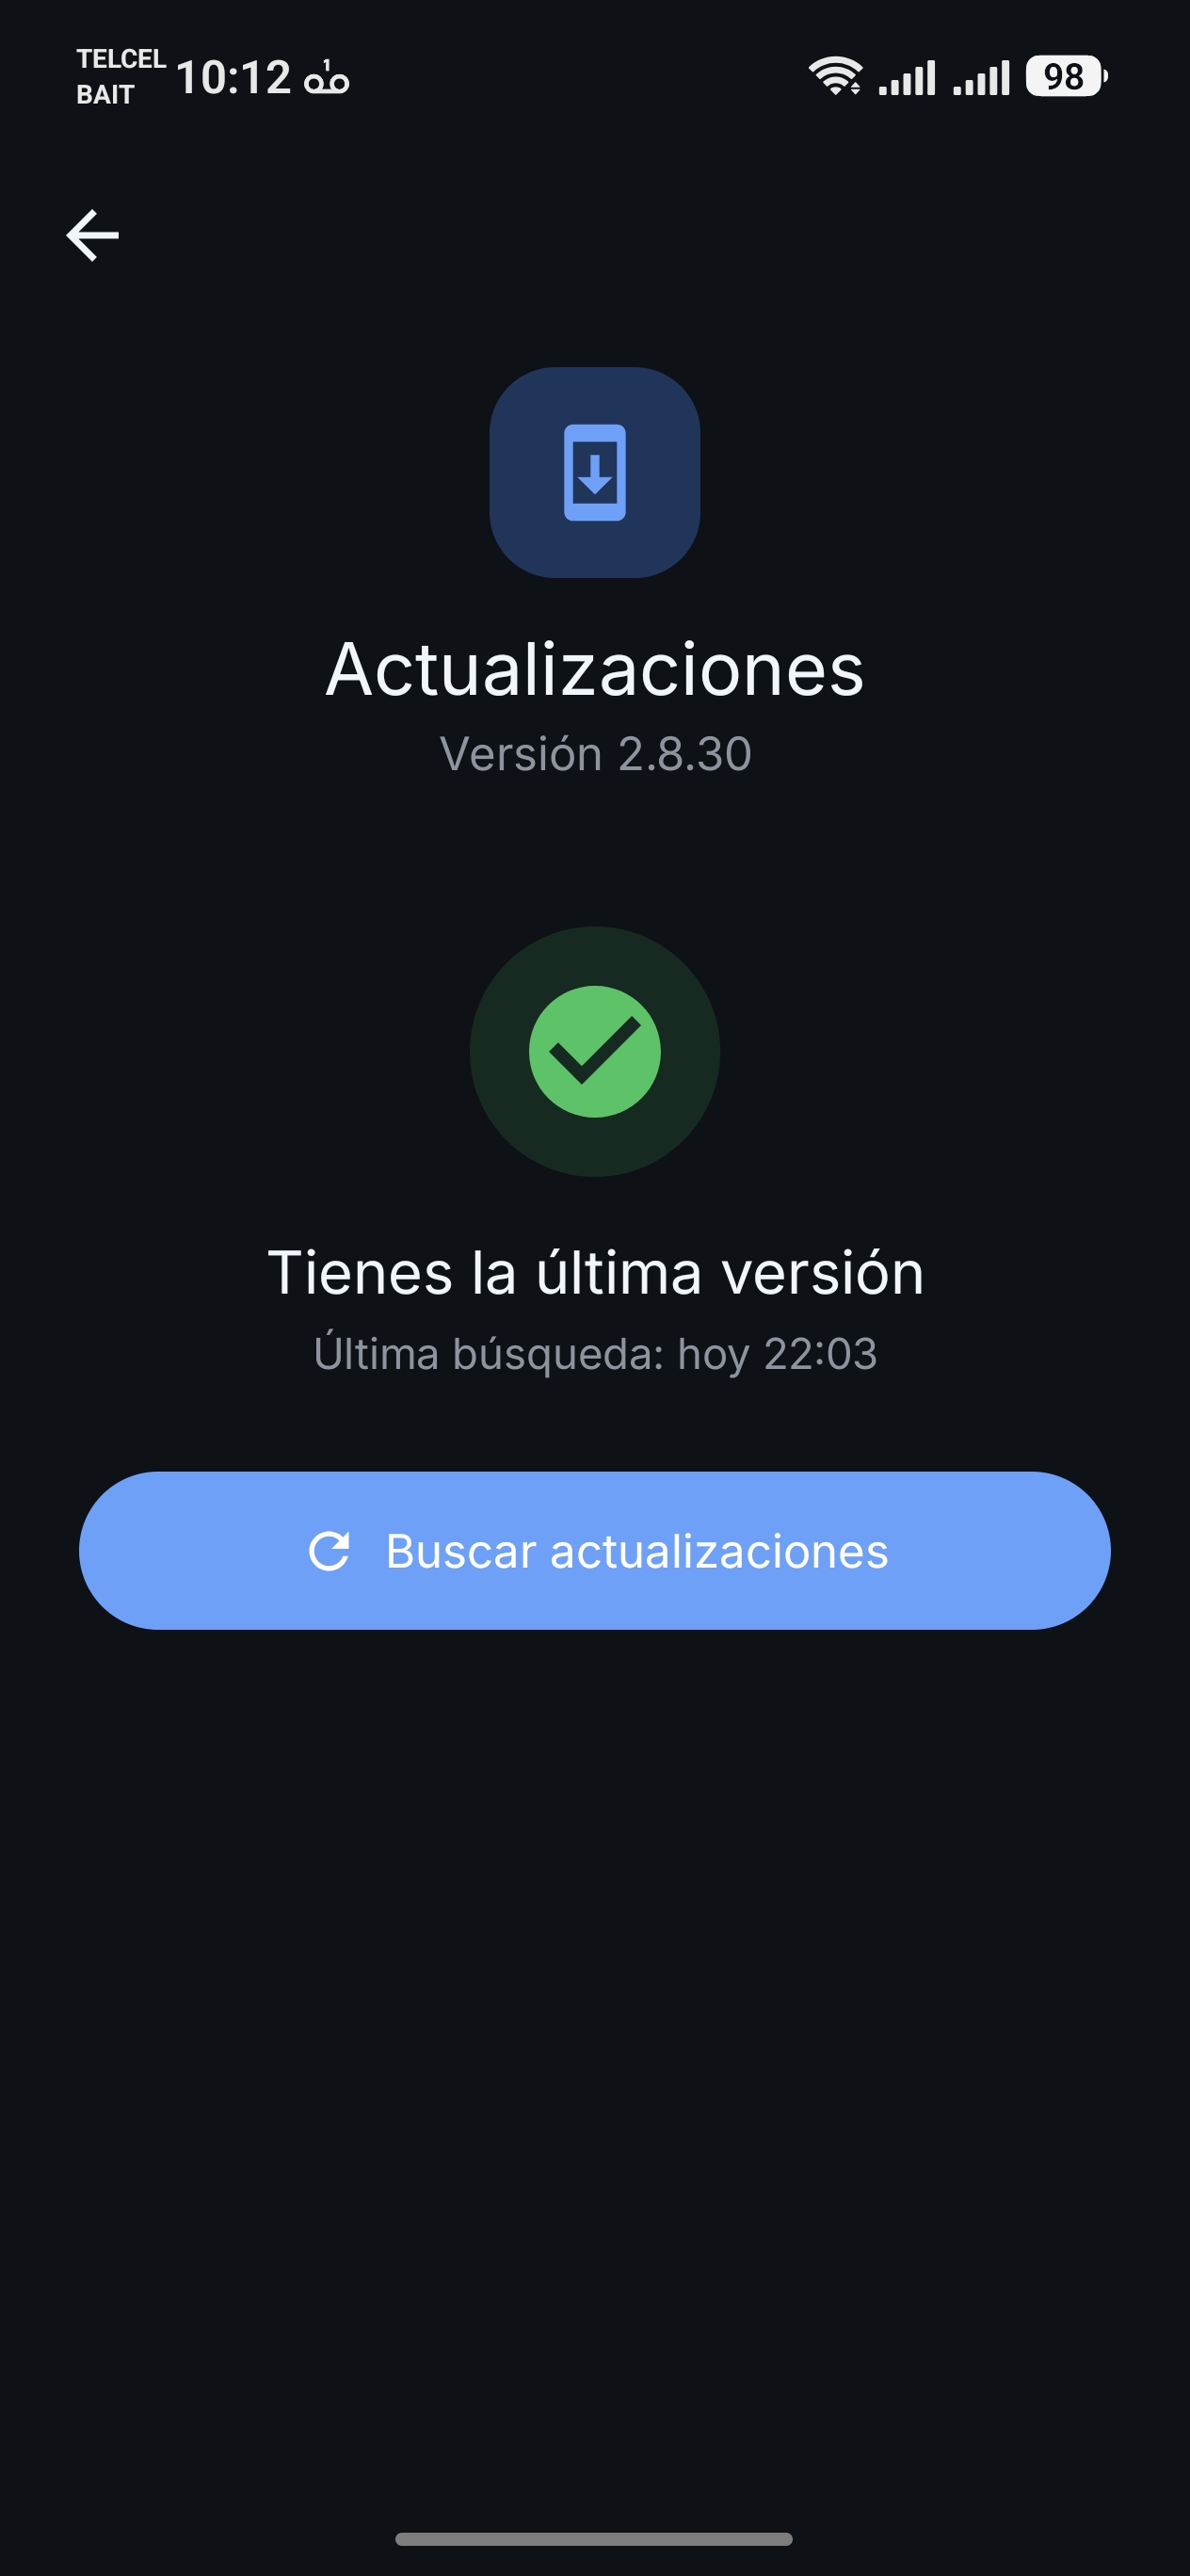 TELCEL
BAIT
10:12
1
98
Actualizaciones
Versión 2.8.30
Tienes la última versión
Última búsqueda: hoy 22:03
Buscar actualizaciones